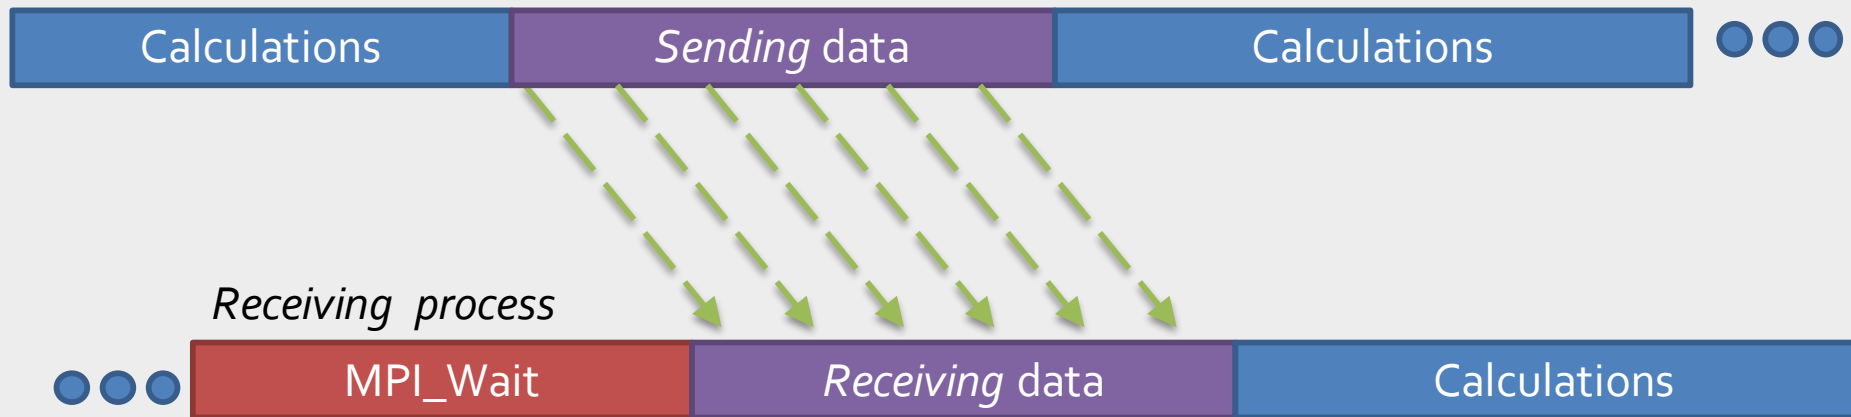 Calculations Sending data Calculations
Receiving process
MPI_Wait Receiving data Calculations